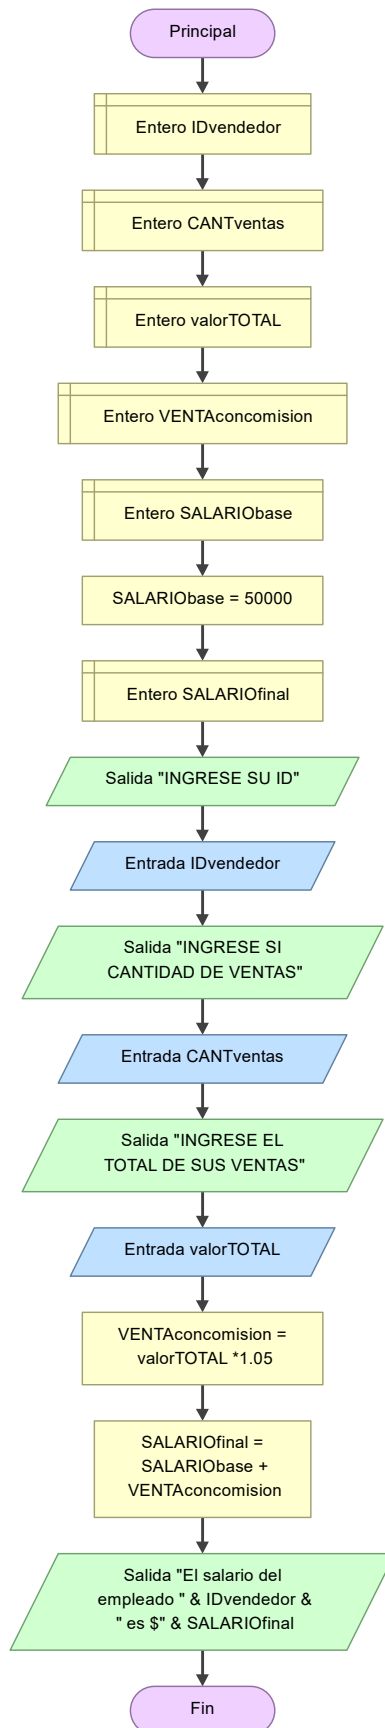 Principal
Entero IDvendedor
Entero CANTventas
Entero valorTOTAL
Entero VENTAconcomision
Entero SALARIObase
SALARIObase = 50000
Entero SALARIOfinal
Salida "INGRESE SU ID"
Entrada IDvendedor
Salida "INGRESE SI
CANTIDAD DE VENTAS"
Entrada CANTventas
Salida "INGRESE EL
TOTAL DE SUS VENTAS"
Entrada valorTOTAL
VENTAconcomision =
valorTOTAL *1.05
SALARIOfinal =
SALARIObase +
VENTAconcomision
Salida "El salario del
empleado " & IDvendedor &
" es $" & SALARIOfinal
Fin